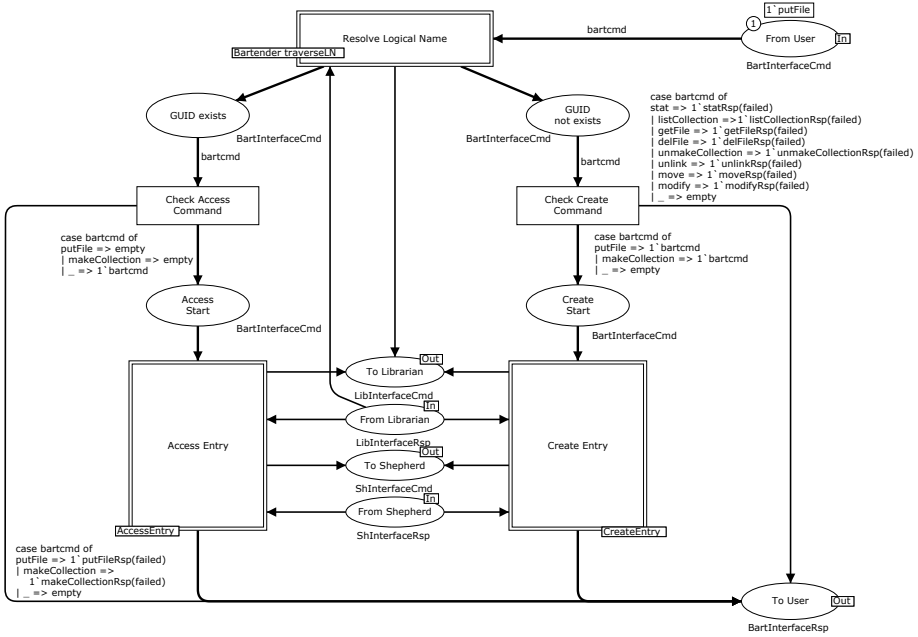 1`putFile
1
From User
In
BartInterfaceCmd
bartcmd
Resolve Logical Name
Bartender traverseLN
GUID exists
BartInterfaceCmd
bartcmd
GUID
not exists
BartInterfaceCmd
bartcmd
case bartcmd of
stat => 1`statRsp(failed)
| listCollection =>1`listCollectionRsp(failed)
| getFile => 1`getFileRsp(failed)
| delFile => 1`delFileRsp(failed)
| unmakeCollection => 1`unmakeCollectionRsp(failed)
| unlink => 1`unlinkRsp(failed)
| move => 1`moveRsp(failed)
| modify => 1`modifyRsp(failed)
| _ => empty
Check Access
Command
Check Create
Command
case bartcmd of
putFile => empty
| makeCollection => empty
| _ => 1`bartcmd
case bartcmd of
putFile => 1`bartcmd
| makeCollection => 1`bartcmd
| _ => empty
Access
Start
BartInterfaceCmd
Create
Start
BartInterfaceCmd
Access Entry
AccessEntry
To Librarian
Out
LibInterfaceCmd
From Librarian
In
LibInterfaceRsp
To Shepherd
Out
ShInterfaceCmd
From Shepherd
In
ShInterfaceRsp
Create Entry
CreateEntry
case bartcmd of
putFile => 1`putFileRsp(failed)
| makeCollection =>
1`makeCollectionRsp(failed)
| _ => empty
To User
Out
BartInterfaceRsp